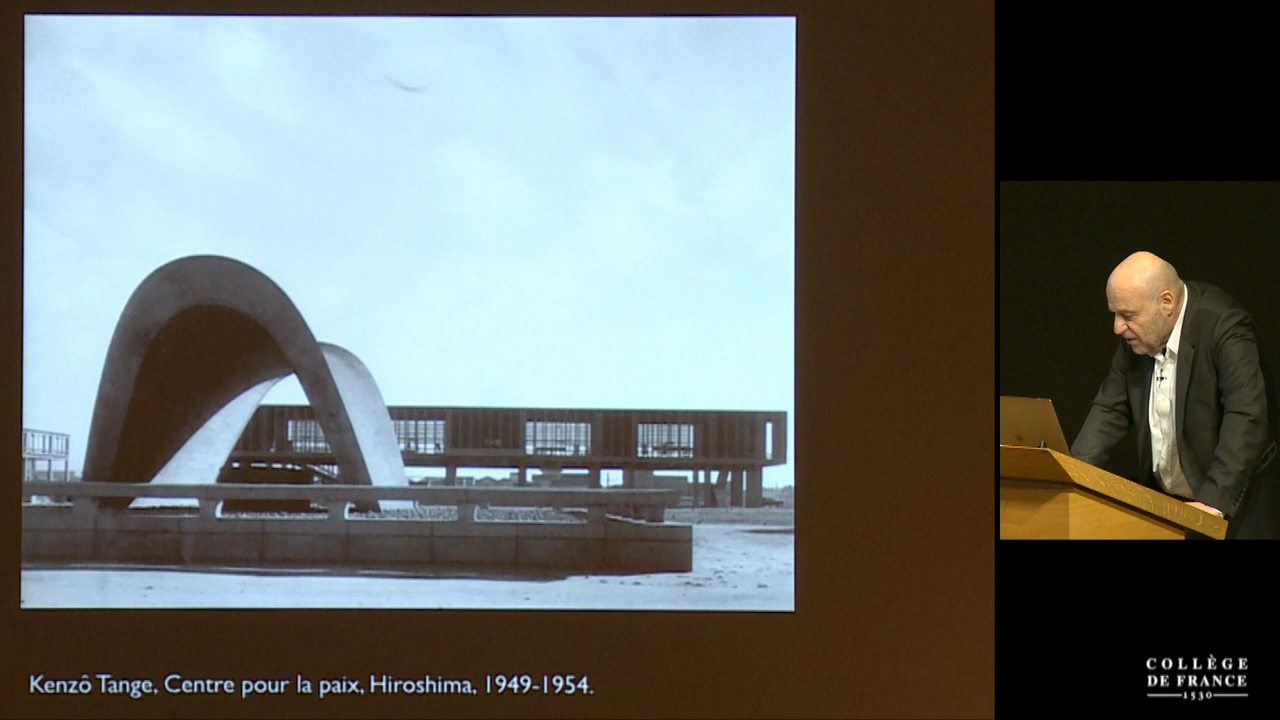 Kenzô Tange, Centre pour la paix, Hiroshima, 1949-1954.
COLLÈGE
DE FRANCE
1530